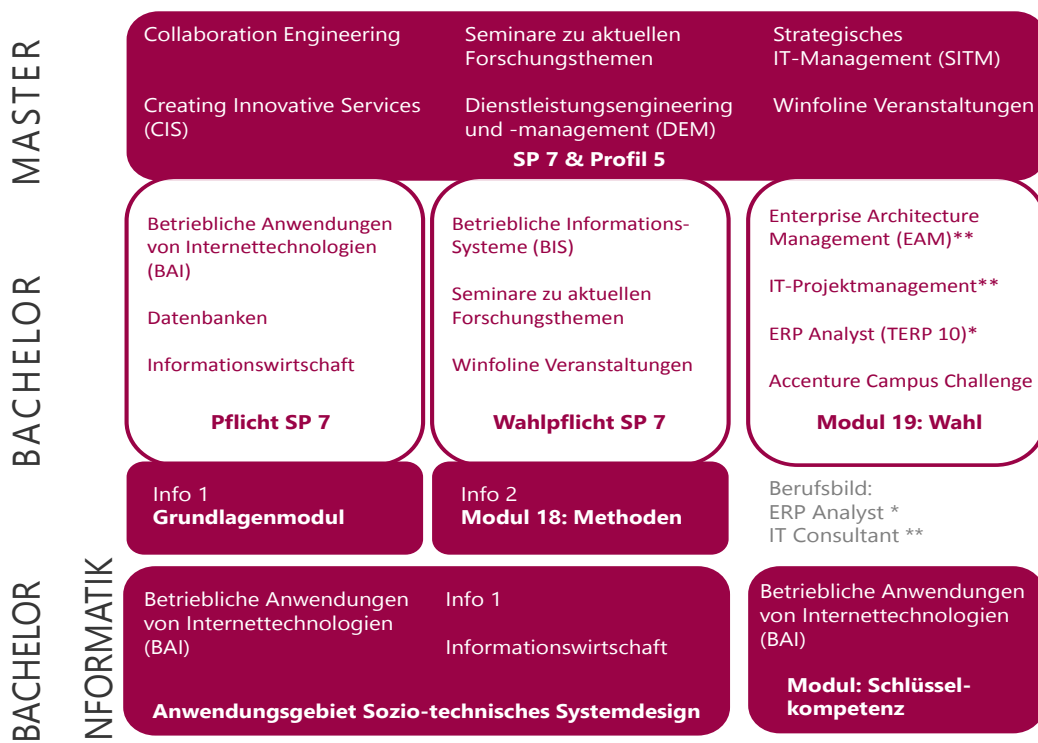 MASTER
Collaboration Engineering
Creating Innovative Services
(CIS)
Seminare zu aktuellen
Forschungsthemen
Dienstleistungsengineering
und -management (DEM)
Strategisches
IT-Management (SITM)
Winfoline Veranstaltungen
SP 7 & Profil 5
BACHELOR
Betriebliche Anwendungen
von Internettechnologien
(BAI)
Datenbanken
Informationswirtschaft
Pflicht SP 7
Betriebliche Informations-
Systeme (BIS)
Seminare zu aktuellen
Forschungsthemen
Winfoline Veranstaltungen
Wahlpflicht SP 7
Enterprise Architecture
Management (EAM)**
IT-Projektmanagement**
ERP Analyst (TERP 10)*
Accenture Campus Challenge
Modul 19: Wahl
Info 1
Grundlagenmodul
Info 2
Modul 18: Methoden
Berufsbild:
ERP Analyst *
IT Consultant **
BACHELOR
NFORMATIK
Betriebliche Anwendungen
von Internettechnologien
(BAI)
Info 1
Informationswirtschaft
Anwendungsgebiet Sozio-technisches Systemdesign
Betriebliche Anwendungen
von Internettechnologien
(BAI)
Modul: Schlüssel-
kompetenz